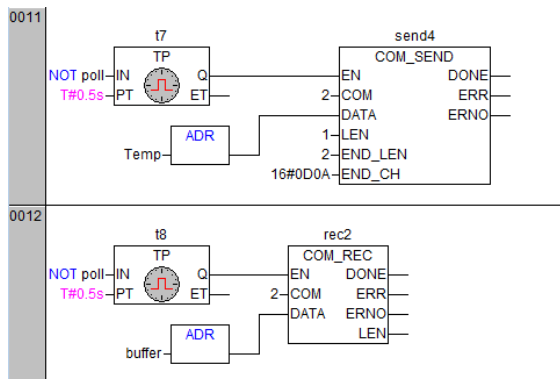 0011
t7
TP
NOT poll IN Q
T#0.5s PT ET
Temp ADR
send4
COM_SEND
EN DONE
2 COM ERR
DATA ERNO
1 LEN
2 END_LEN
16#0D0A END_CH
0012
t8
TP
NOT poll IN Q
T#0.5s PT ET
buffer ADR
rec2
COM_REC
EN DONE
2 COM ERR
DATA ERNO
LEN